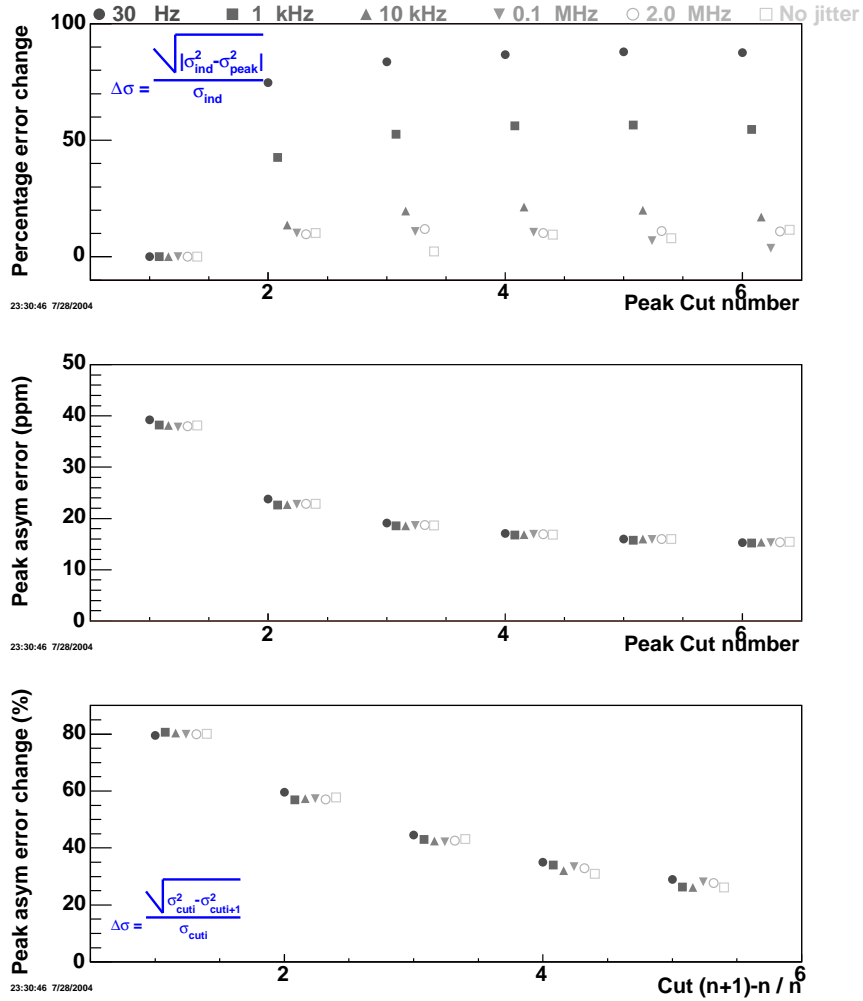 30 Hz 1 kHz 10 kHz 0.1 MHz 2.0 MHz No jitter
Percentage error change
100
50
0
Δσ = √|σ²ind-σ²peak| / σind
2 4 6
Peak Cut number
23:30:46 7/28/2004
Peak asym error (ppm)
50
40
30
20
10
0
2 4 6
Peak Cut number
23:30:46 7/28/2004
Peak asym error change (%)
80
60
40
20
0
Δσ = √σ²cuti-σ²cuti+1 / σcuti
2 4 6
Cut (n+1)-n / n
23:30:46 7/28/2004